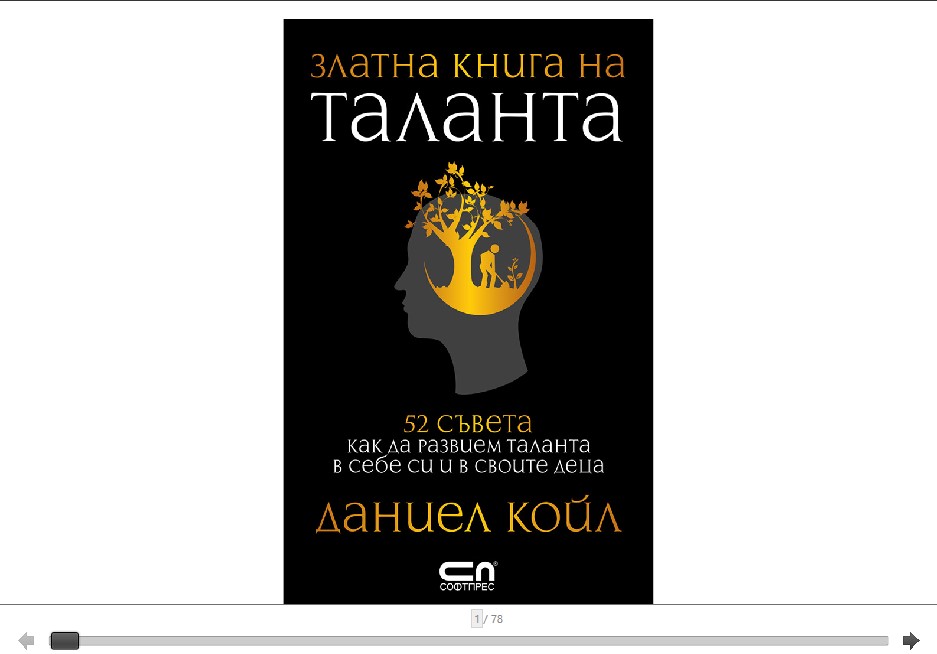 златна книга на
таланта
52 съвета
как да развием таланта
в себе си и в своите деца
даниел койл
СП®
СОФТПРЕС
1 / 78